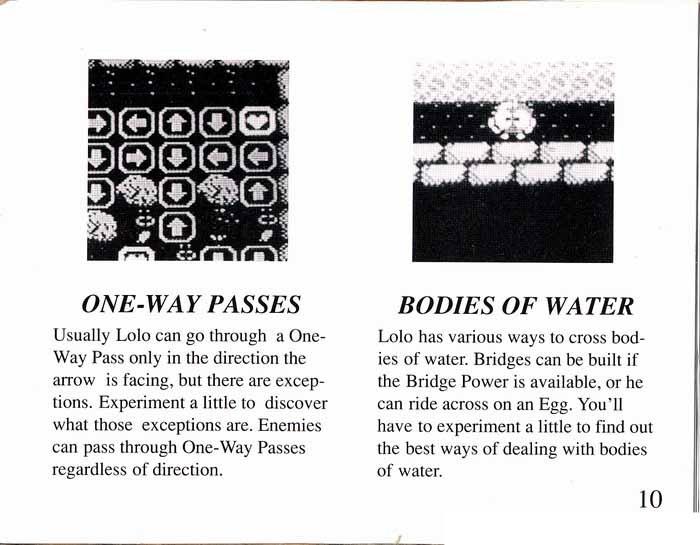 ONE-WAY PASSES
Usually Lolo can go through a One-
Way Pass only in the direction the
arrow is facing, but there are excep-
tions. Experiment a little to discover
what those exceptions are. Enemies
can pass through One-Way Passes
regardless of direction.
BODIES OF WATER
Lolo has various ways to cross bod-
ies of water. Bridges can be built if
the Bridge Power is available, or he
can ride across on an Egg. You'll
have to experiment a little to find out
the best ways of dealing with bodies
of water.
10